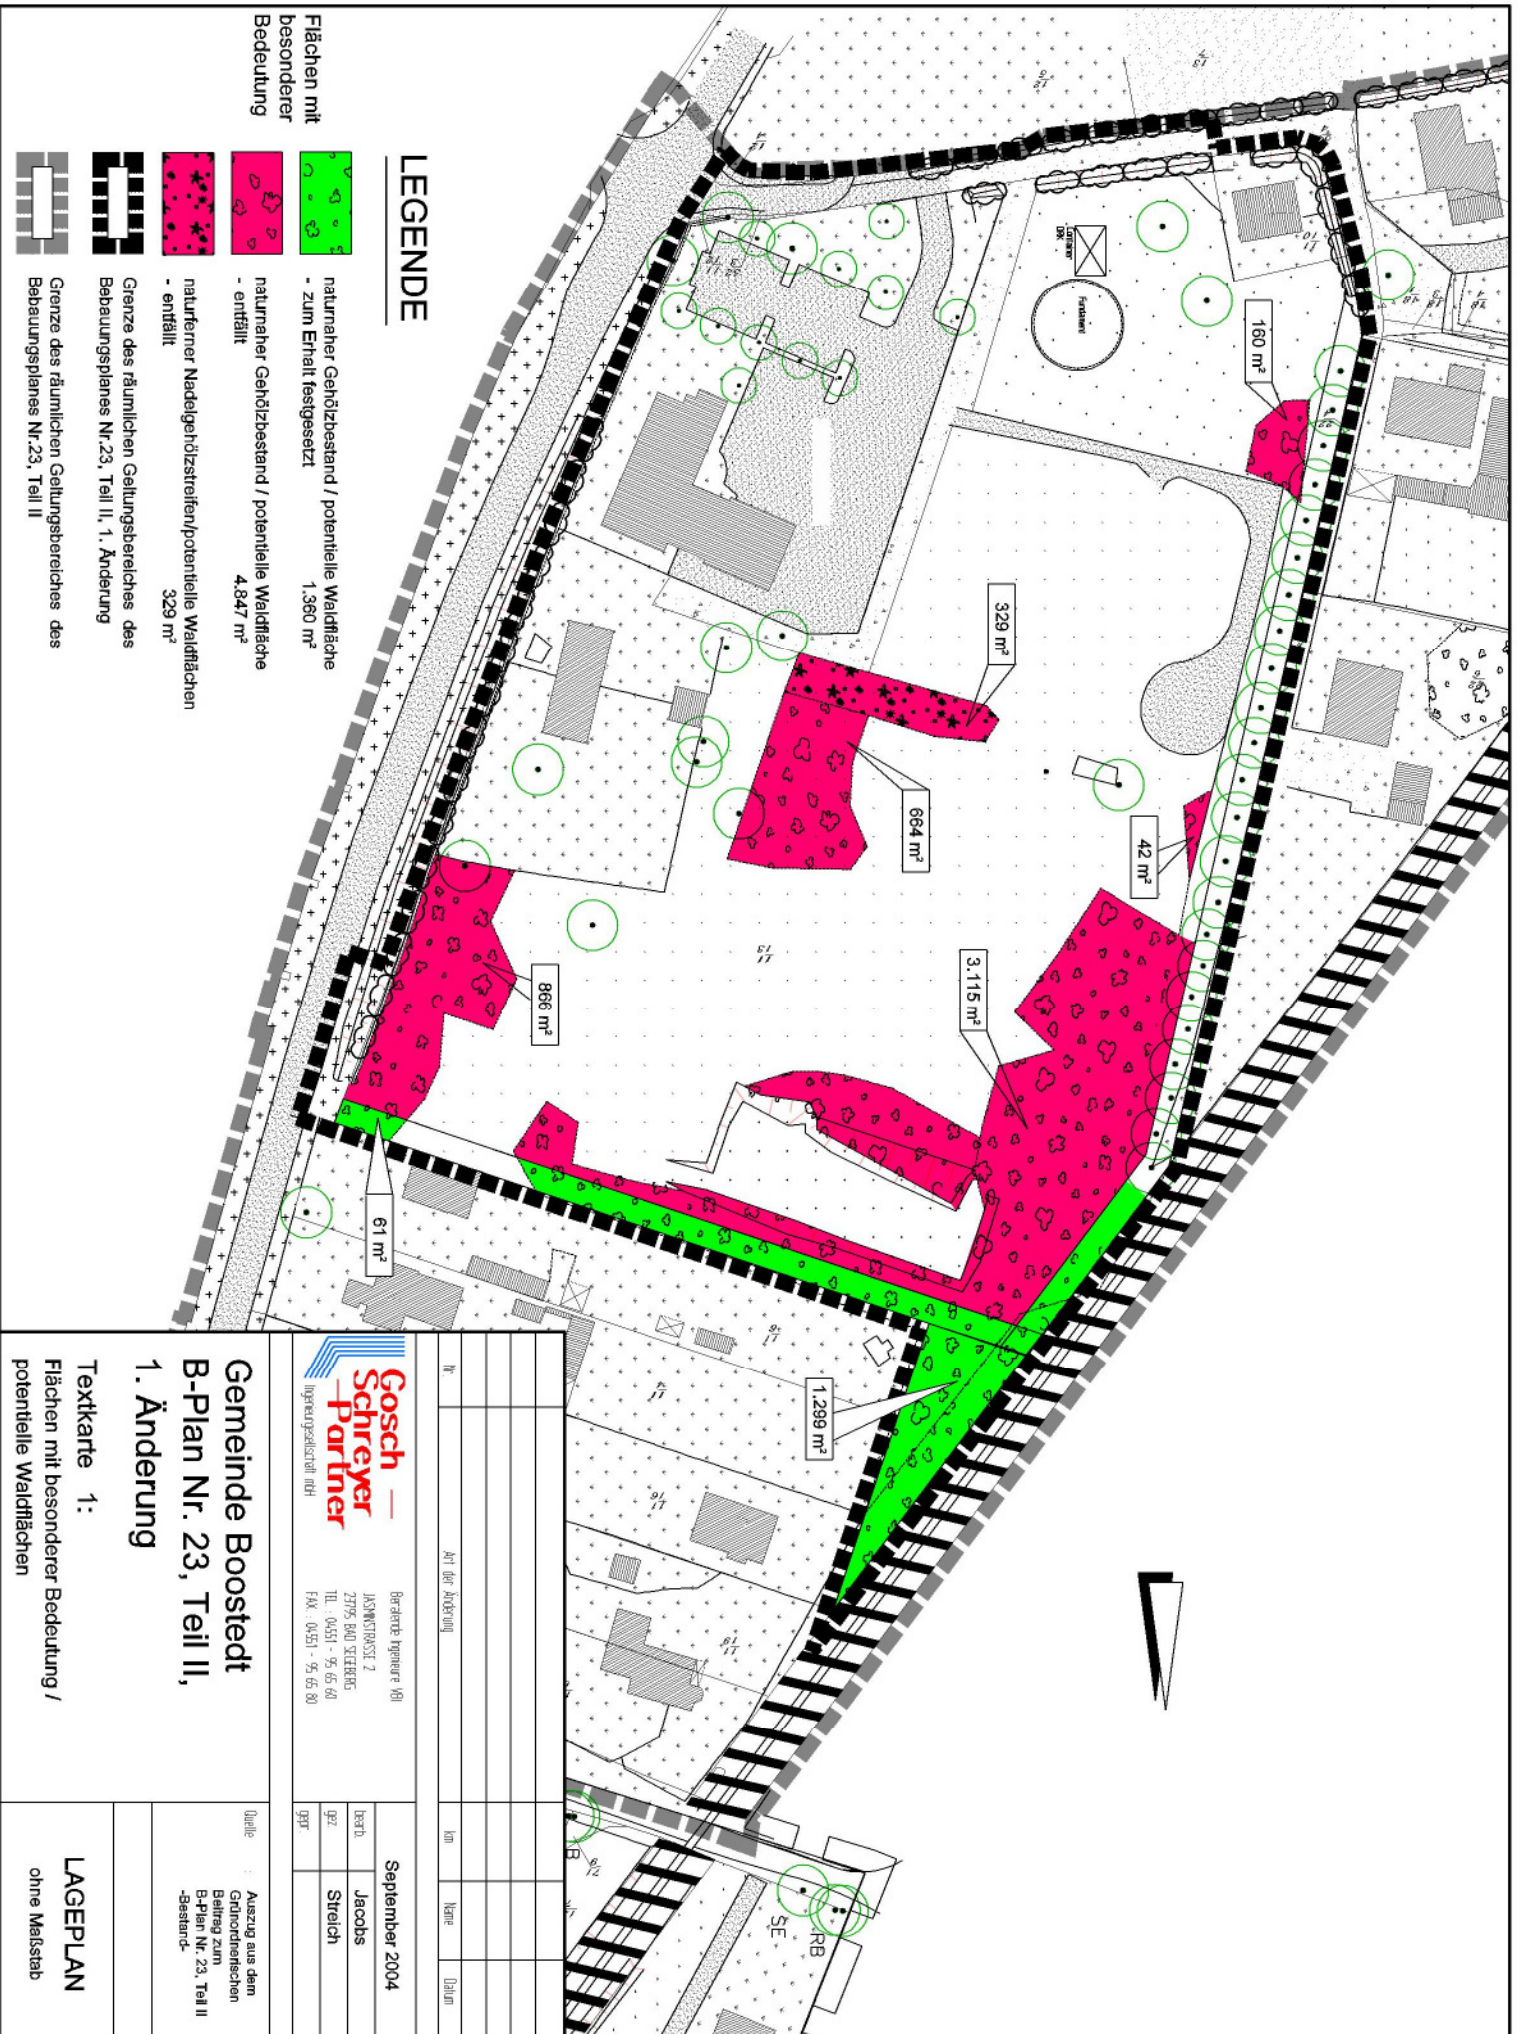 LEGENDE
Flächen mit
besonderer
Bedeutung
naturnaher Gehölzbestand / potentielle Waldfläche
- zum Erhalt festgesetzt 1.360 m²
naturnaher Gehölzbestand / potentielle Waldfläche
- entfällt 4.847 m²
naturferner Nadelgehölzstreifen/potentielle Waldflächen
- entfällt 329 m²
Grenze des räumlichen Geltungsbereiches des
Bebauungsplanes Nr.23, Teil II, 1. Änderung
Grenze des räumlichen Geltungsbereiches des
Bebauungsplanes Nr.23, Teil II
Container
DRK
Fundament
160 m²
329 m²
664 m²
42 m²
3.115 m²
866 m²
61 m²
1.299 m²
RB
SE
B
Nr.
Art der Änderung
km
Name
Datum
Gosch
Schreyer
Partner
Ingenieurgesellschaft mbH
Beratende Ingenieure VBI
JASMINSTRASSE 2
23795 BAD SEGEBERG
TEL : 04551 - 95 65 60
FAX : 04551 - 95 65 80
September 2004
bearb. Jacobs
gez. Streich
gepr.
Gemeinde Boostedt
B-Plan Nr. 23, Teil II,
1. Änderung
Quelle : Auszug aus dem
Grünordnerischen
Beitrag zum
B-Plan Nr. 23, Teil II
-Bestand-
Textkarte 1:
Flächen mit besonderer Bedeutung /
potentielle Waldflächen
LAGEPLAN
ohne Maßstab